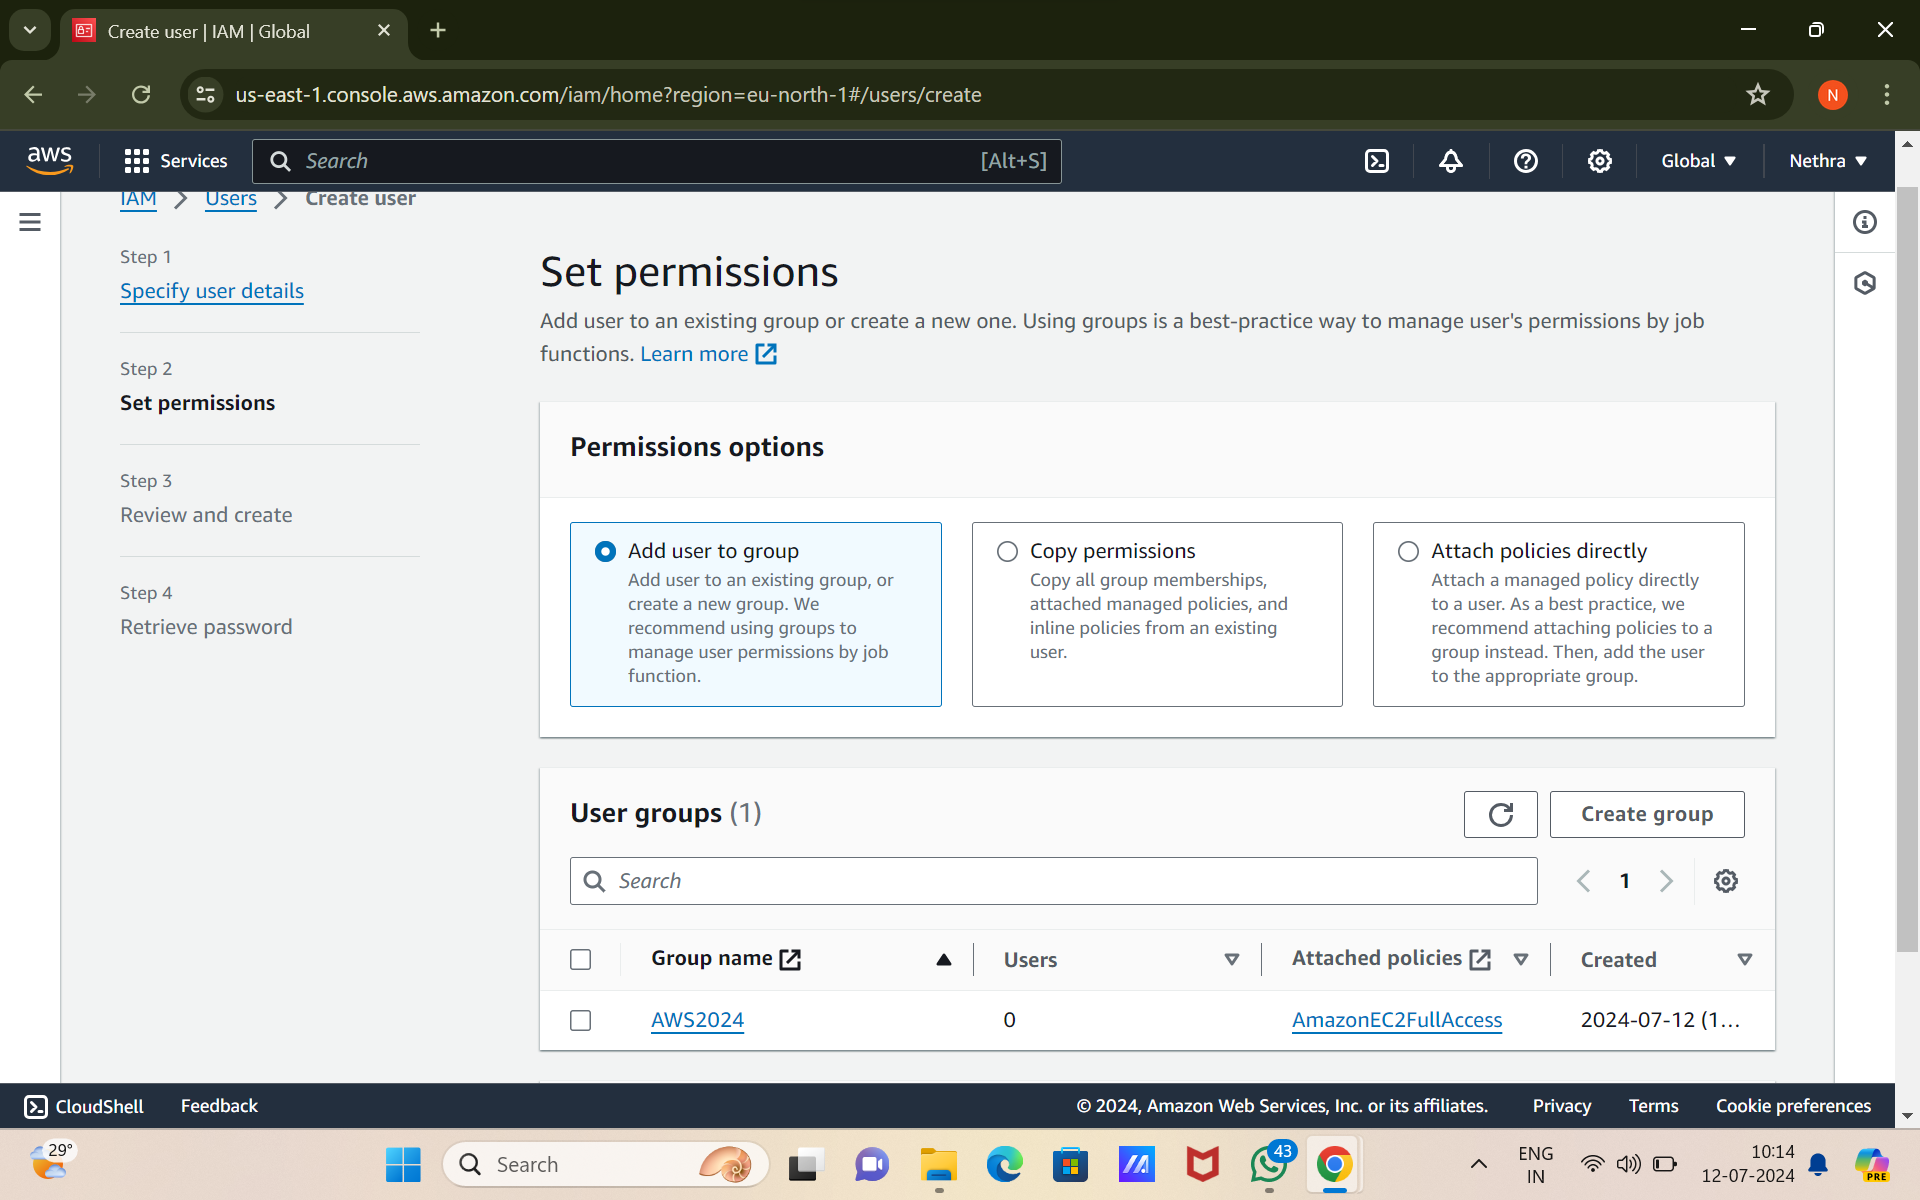 Create user | IAM | Global
us-east-1.console.aws.amazon.com/iam/home?region=eu-north-1#/users/create
N
aws
Services
Search
[Alt+S]
Global
Nethra
IAM
Users
Create user
Step 1
Specify user details
Step 2
Set permissions
Step 3
Review and create
Step 4
Retrieve password
Set permissions
Add user to an existing group or create a new one. Using groups is a best-practice way to manage user's permissions by job
functions. Learn more
Permissions options
Add user to group
Add user to an existing group, or
create a new group. We
recommend using groups to
manage user permissions by job
function.
Copy permissions
Copy all group memberships,
attached managed policies, and
inline policies from an existing
user.
Attach policies directly
Attach a managed policy directly
to a user. As a best practice, we
recommend attaching policies to a
group instead. Then, add the user
to the appropriate group.
User groups (1)
Create group
Search
1
Group name
Users
Attached policies
Created
AWS2024
0
AmazonEC2FullAccess
2024-07-12 (1...
CloudShell
Feedback
© 2024, Amazon Web Services, Inc. or its affiliates.
Privacy
Terms
Cookie preferences
29°
Search
43
ENG
IN
10:14
12-07-2024
PRE